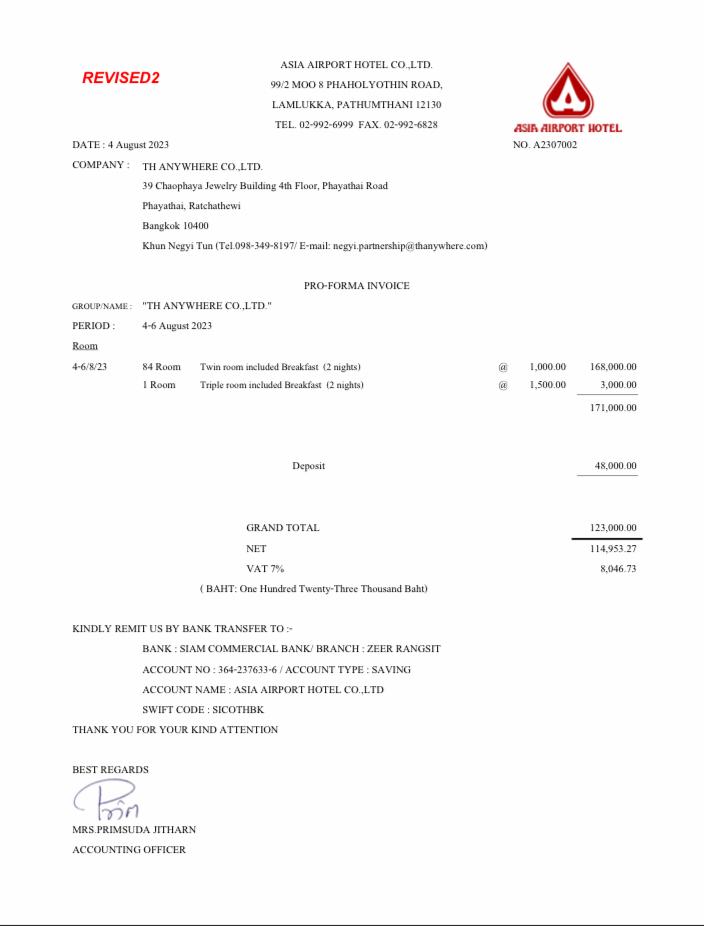 REVISED2
ASIA AIRPORT HOTEL CO.,LTD.
99/2 MOO 8 PHAHOLYOTHIN ROAD,
LAMLUKKA, PATHUMTHANI 12130
TEL. 02-992-6999 FAX. 02-992-6828
ASIA AIRPORT HOTEL
DATE : 4 August 2023 NO. A2307002
COMPANY : TH ANYWHERE CO.,LTD.
39 Chaophaya Jewelry Building 4th Floor, Phayathai Road
Phayathai, Ratchathewi
Bangkok 10400
Khun Negyi Tun (Tel.098-349-8197/ E-mail: negyi.partnership@thanywhere.com)
PRO-FORMA INVOICE
GROUP/NAME : "TH ANYWHERE CO.,LTD."
PERIOD : 4-6 August 2023
Room
4-6/8/23 84 Room Twin room included Breakfast (2 nights) @ 1,000.00 168,000.00
1 Room Triple room included Breakfast (2 nights) @ 1,500.00 3,000.00
171,000.00
Deposit 48,000.00
GRAND TOTAL 123,000.00
NET 114,953.27
VAT 7% 8,046.73
( BAHT: One Hundred Twenty-Three Thousand Baht)
KINDLY REMIT US BY BANK TRANSFER TO :-
BANK : SIAM COMMERCIAL BANK/ BRANCH : ZEER RANGSIT
ACCOUNT NO : 364-237633-6 / ACCOUNT TYPE : SAVING
ACCOUNT NAME : ASIA AIRPORT HOTEL CO.,LTD
SWIFT CODE : SICOTHBK
THANK YOU FOR YOUR KIND ATTENTION
BEST REGARDS
MRS.PRIMSUDA JITHARN
ACCOUNTING OFFICER